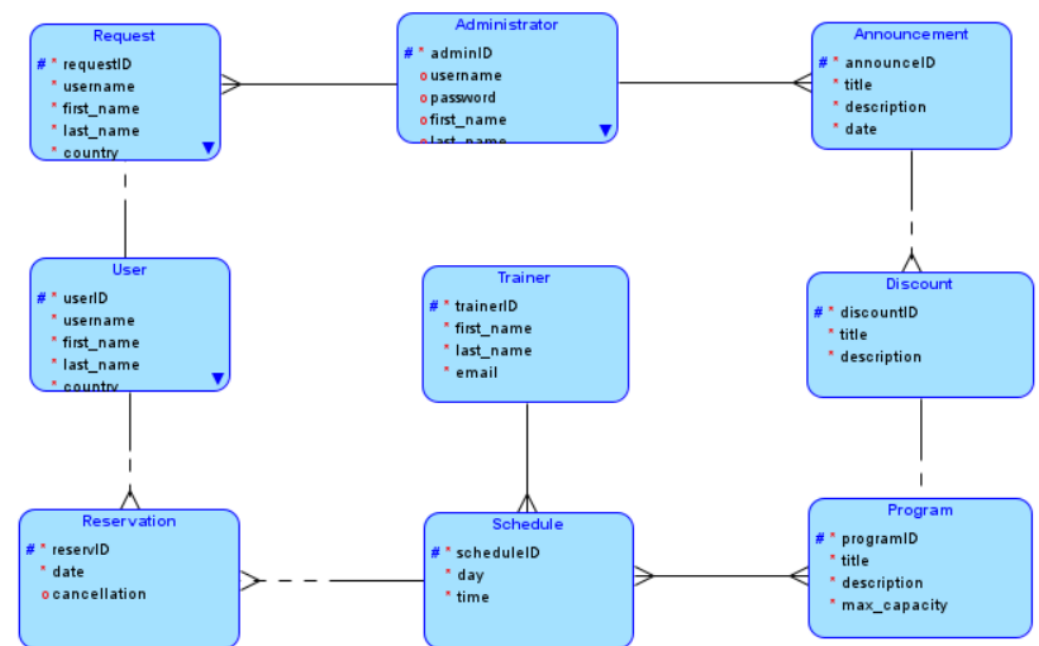 Request
# * requestID
* username
* first_name
* last_name
* country
Administrator
# * adminID
o username
o password
o first_name
o last_name
Announcement
# * announceID
* title
* description
* date
User
# * userID
* username
* first_name
* last_name
* country
Trainer
# * trainerID
* first_name
* last_name
* email
Discount
# * discountID
* title
* description
Reservation
# * reservID
* date
o cancellation
Schedule
# * scheduleID
* day
* time
Program
# * programID
* title
* description
* max_capacity